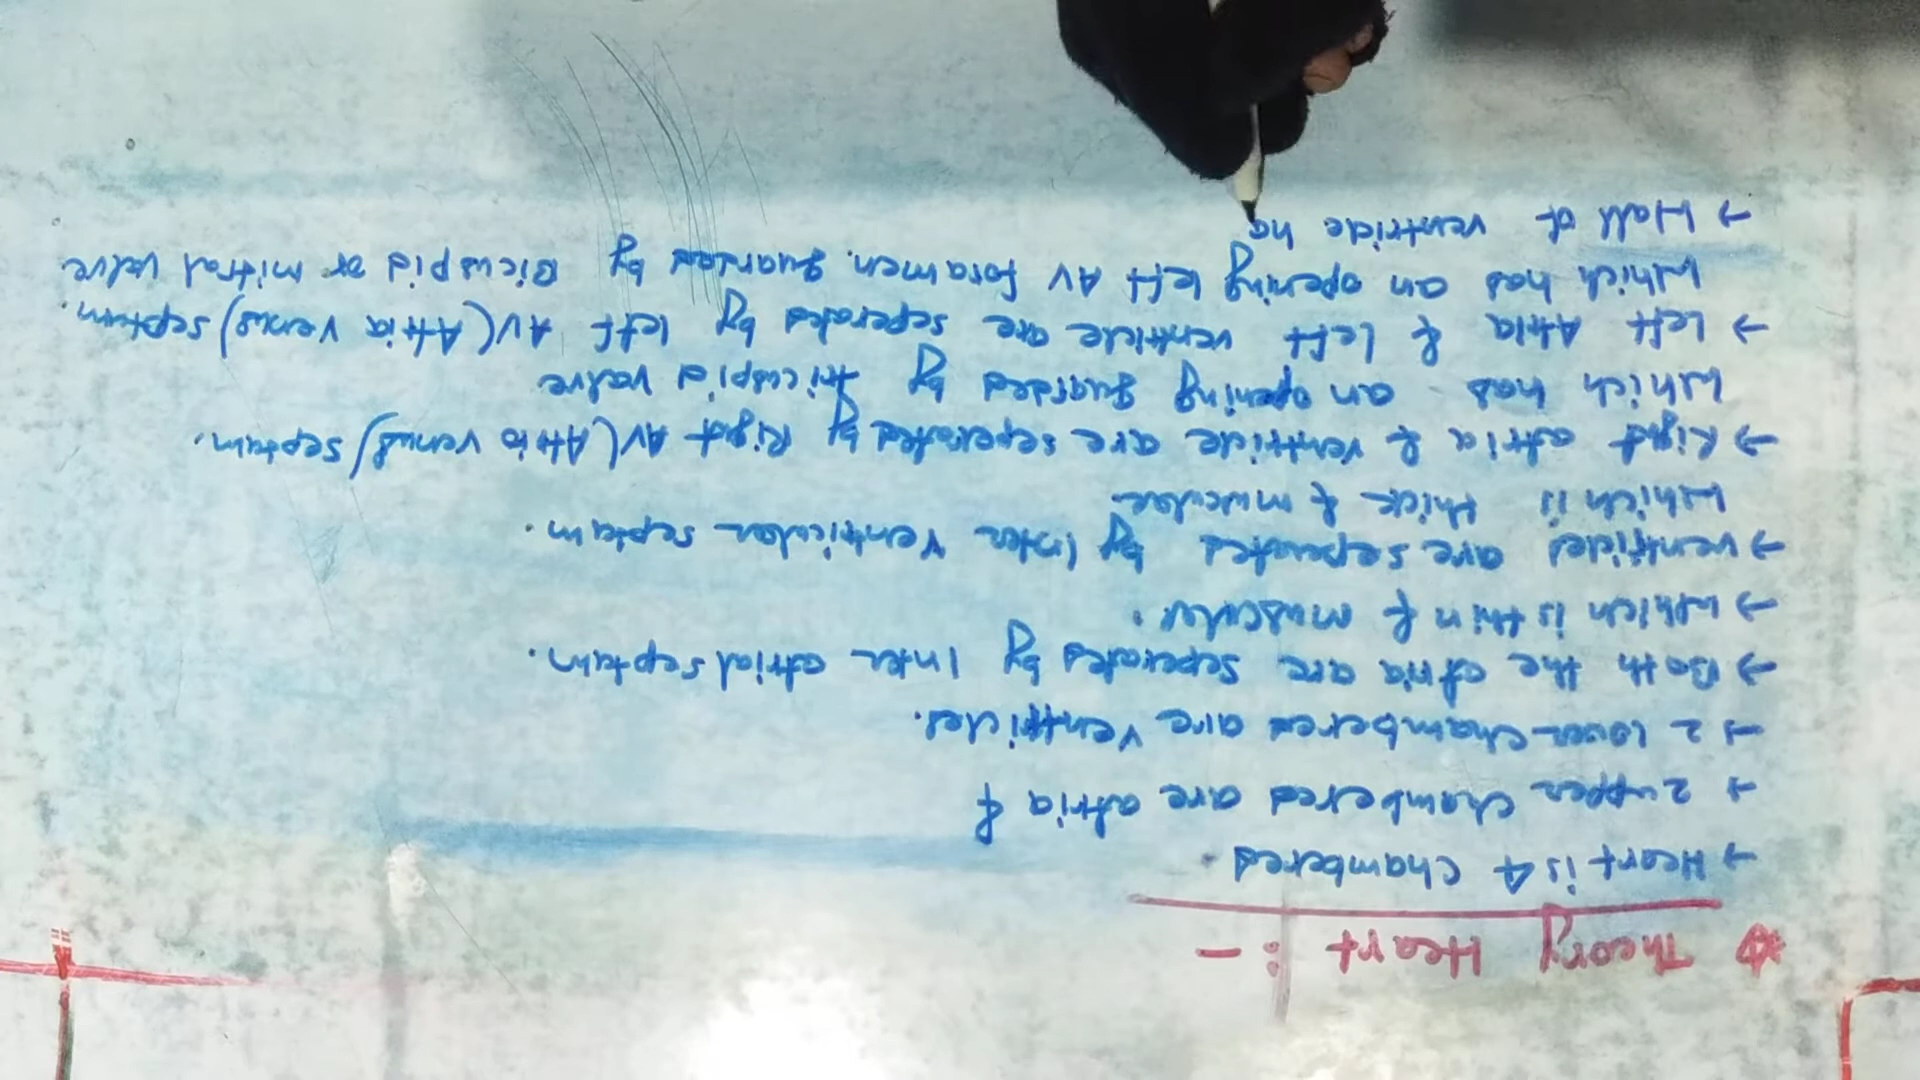 ☆ Theory Heart :-
→ Heart is 4 chambered
→ 2 upper chambered are atria &
→ 2 lower chambered are ventricles.
→ Both the atria are seperated by Inter atrial septum.
→ which is thin & muscular.
→ ventricles are seperated by Inter Ventricular septum.
which is thick & muscular
→ Right atria & ventricle are seperated by Right AV (Atrio venus) septum.
which has an opening guarded by tricuspid valve
→ Left Atria & Left ventricle are seperated by left AV (Atria venus) septum.
which has an opening left AV foramen. guarded by Bicuspid or mitral valve
→ Wall of ventricle ha